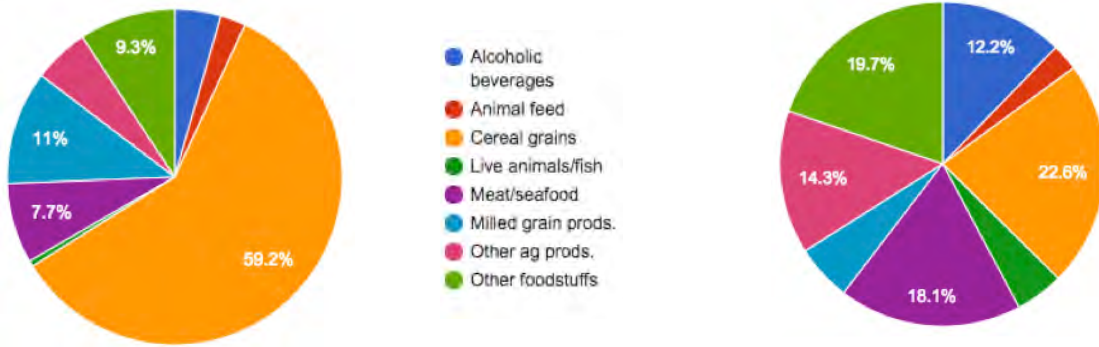 9.3%
11%
7.7%
59.2%
Alcoholic
beverages
Animal feed
Cereal grains
Live animals/fish
Meat/seafood
Milled grain prods.
Other ag prods.
Other foodstuffs
12.2%
19.7%
22.6%
14.3%
18.1%